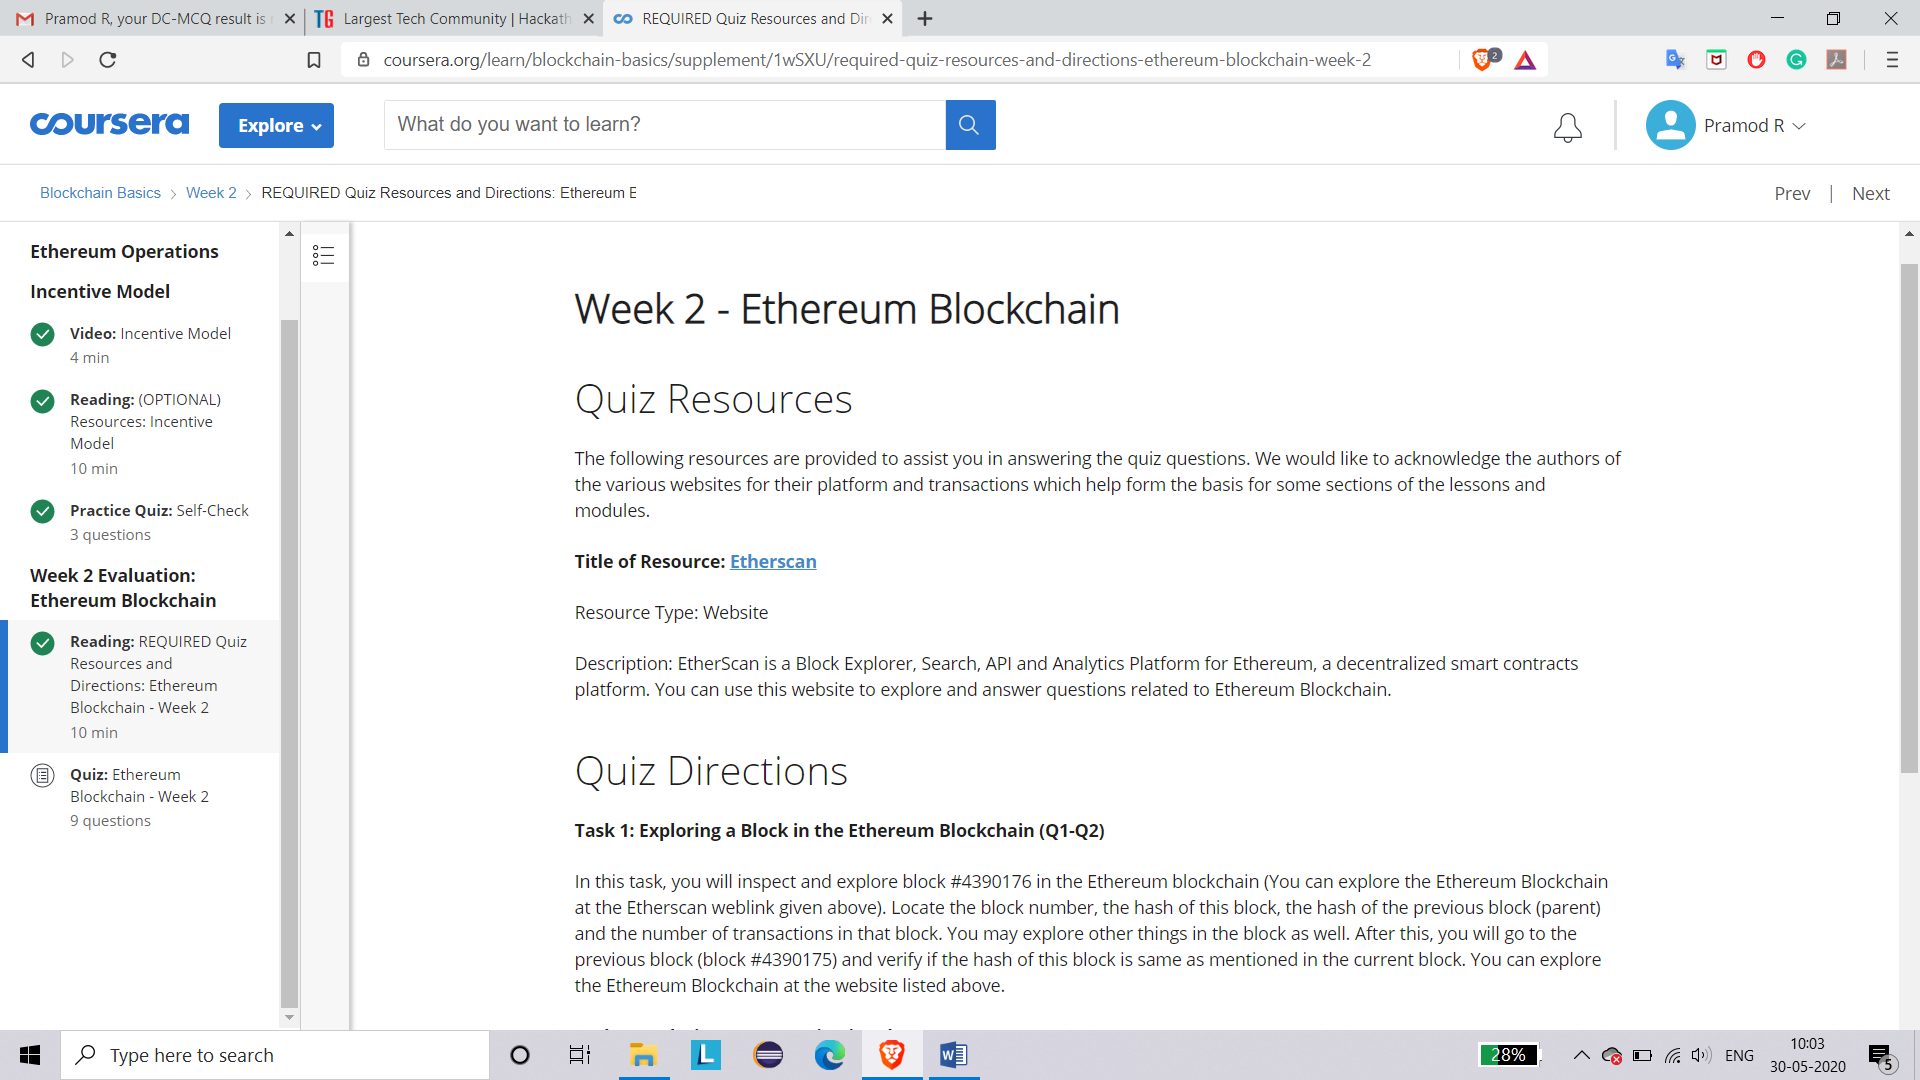 Pramod R, your DC-MCQ result is
Largest Tech Community | Hackath
REQUIRED Quiz Resources and Dir
coursera.org/learn/blockchain-basics/supplement/1wSXU/required-quiz-resources-and-directions-ethereum-blockchain-week-2
2
coursera
Explore
What do you want to learn?
Pramod R
Blockchain Basics > Week 2 > REQUIRED Quiz Resources and Directions: Ethereum E
Prev | Next
Ethereum Operations
Incentive Model
Video: Incentive Model
4 min
Reading: (OPTIONAL)
Resources: Incentive
Model
10 min
Practice Quiz: Self-Check
3 questions
Week 2 Evaluation:
Ethereum Blockchain
Reading: REQUIRED Quiz
Resources and
Directions: Ethereum
Blockchain - Week 2
10 min
Quiz: Ethereum
Blockchain - Week 2
9 questions
Week 2 - Ethereum Blockchain
Quiz Resources
The following resources are provided to assist you in answering the quiz questions. We would like to acknowledge the authors of
the various websites for their platform and transactions which help form the basis for some sections of the lessons and
modules.
Title of Resource: Etherscan
Resource Type: Website
Description: EtherScan is a Block Explorer, Search, API and Analytics Platform for Ethereum, a decentralized smart contracts
platform. You can use this website to explore and answer questions related to Ethereum Blockchain.
Quiz Directions
Task 1: Exploring a Block in the Ethereum Blockchain (Q1-Q2)
In this task, you will inspect and explore block #4390176 in the Ethereum blockchain (You can explore the Ethereum Blockchain
at the Etherscan weblink given above). Locate the block number, the hash of this block, the hash of the previous block (parent)
and the number of transactions in that block. You may explore other things in the block as well. After this, you will go to the
previous block (block #4390175) and verify if the hash of this block is same as mentioned in the current block. You can explore
the Ethereum Blockchain at the website listed above.
Type here to search
28%
ENG
10:03
30-05-2020
5